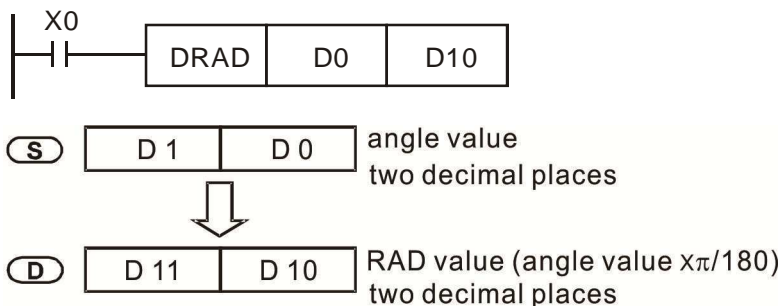 X0
DRAD D0 D10
S D 1 D 0 angle value
two decimal places
D D 11 D 10 RAD value (angle value xπ/180)
two decimal places